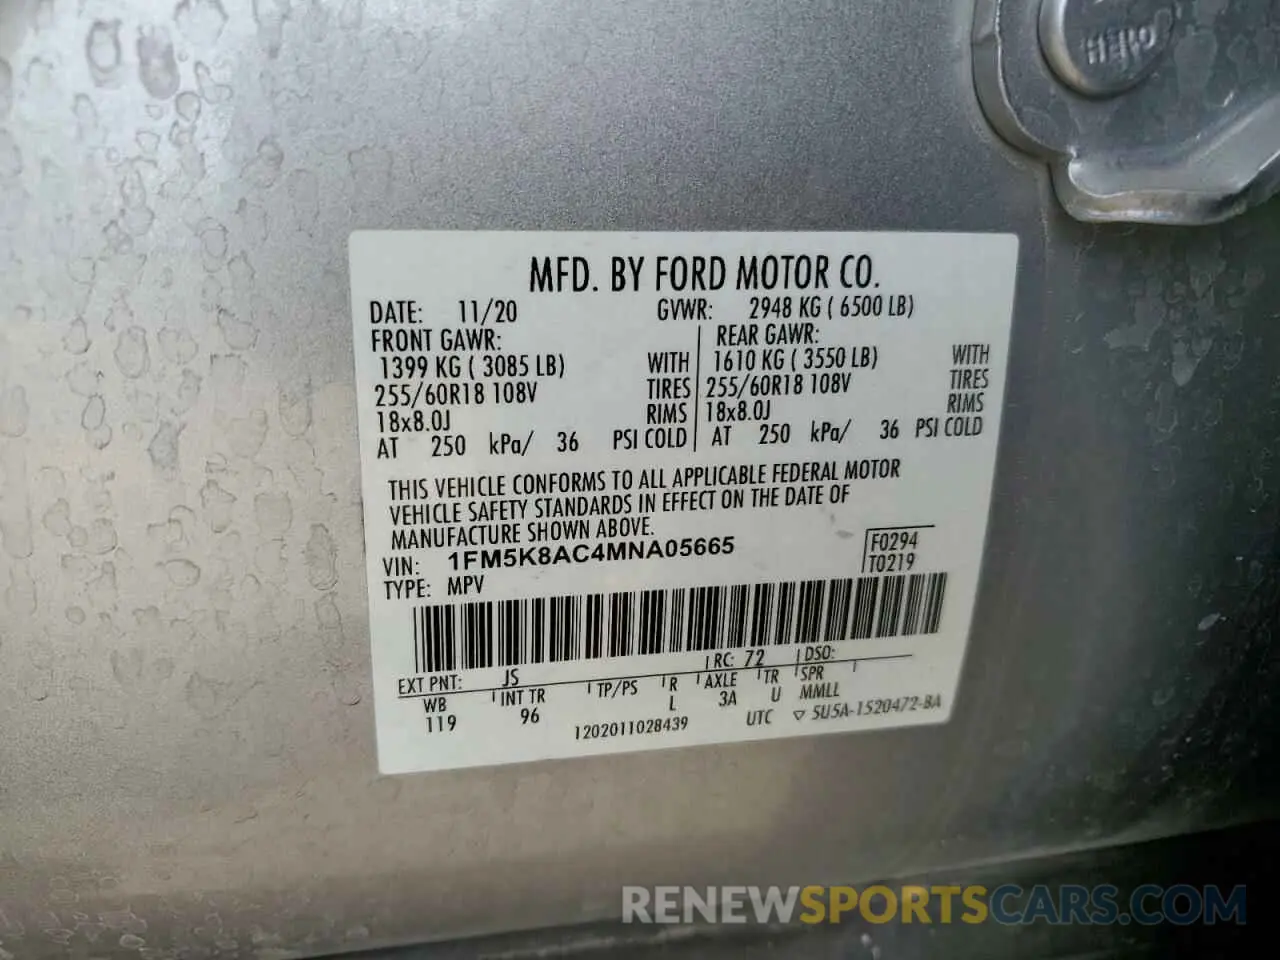 MFD. BY FORD MOTOR CO.
DATE: 11/20 GVWR: 2948 KG ( 6500 LB)
FRONT GAWR: REAR GAWR:
1399 KG ( 3085 LB) WITH 1610 KG ( 3550 LB) WITH
255/60R18 108V TIRES 255/60R18 108V TIRES
18x8.0J RIMS 18x8.0J RIMS
AT 250 kPa/ 36 PSI COLD AT 250 kPa/ 36 PSI COLD
THIS VEHICLE CONFORMS TO ALL APPLICABLE FEDERAL MOTOR
VEHICLE SAFETY STANDARDS IN EFFECT ON THE DATE OF
MANUFACTURE SHOWN ABOVE.
VIN: 1FM5K8AC4MNA05665 F0294
TYPE: MPV T0219
EXT PNT: JS RC: 72 DSO:
WB INT TR TP/PS R AXLE TR SPR
119 96 L 3A U MMLL
1202011028439 UTC ▽ 5U5A-1520472-BA
RENEWSPORTSCARS.COM